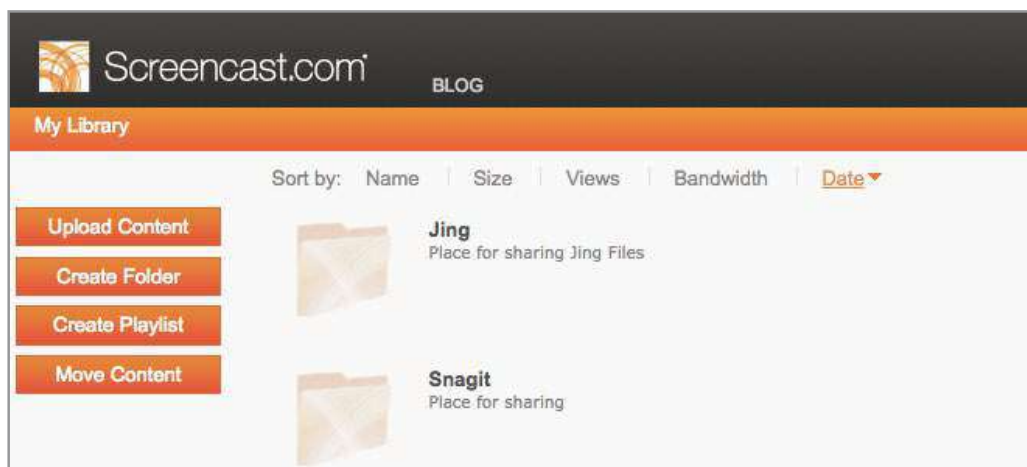 Screencast.com
BLOG
My Library
Sort by: Name Size Views Bandwidth Date
Upload Content
Create Folder
Create Playlist
Move Content
Jing
Place for sharing Jing Files
Snagit
Place for sharing